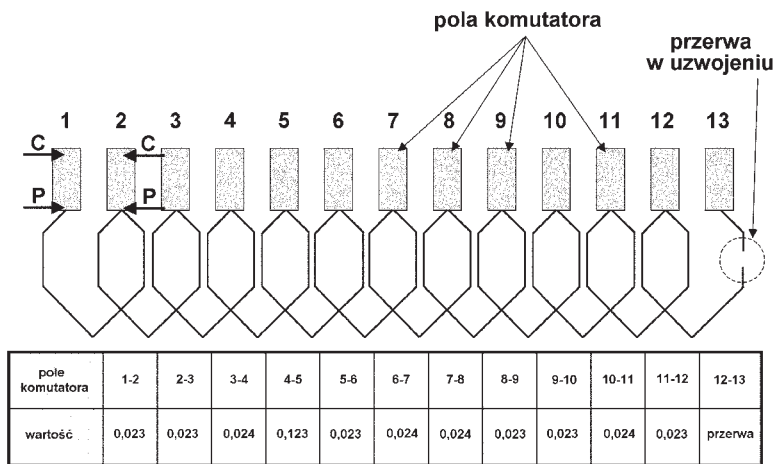 pola komutatora
przerwa
w uzwojeniu
1 2 3 4 5 6 7 8 9 10 11 12 13
C C
P P
pole komutatora 1-2 2-3 3-4 4-5 5-6 6-7 7-8 8-9 9-10 10-11 11-12 12-13
wartość 0,023 0,023 0,024 0,123 0,023 0,024 0,024 0,023 0,023 0,024 0,023 przerwa